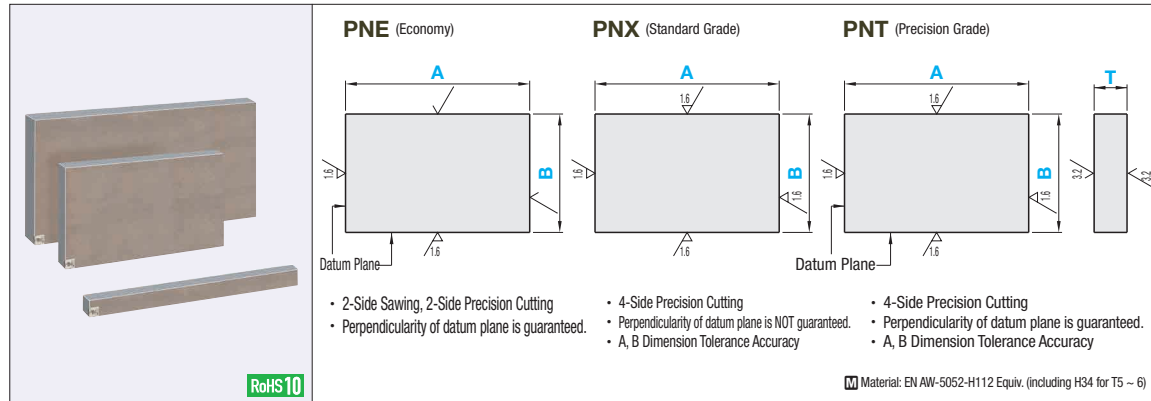 PNE (Economy)
PNX (Standard Grade)
PNT (Precision Grade)
A
A
A
T
1.6
1.6
1.6
B
1.6
B
1.6
1.6
B
1.6
3.2
3.2
1.6
1.6
Datum Plane
1.6
1.6
Datum Plane
1.6
• 2-Side Sawing, 2-Side Precision Cutting
• Perpendicularity of datum plane is guaranteed.
• 4-Side Precision Cutting
• Perpendicularity of datum plane is NOT guaranteed.
• A, B Dimension Tolerance Accuracy
• 4-Side Precision Cutting
• Perpendicularity of datum plane is guaranteed.
• A, B Dimension Tolerance Accuracy
RoHS 10
M Material: EN AW-5052-H112 Equiv. (including H34 for T5 ~ 6)